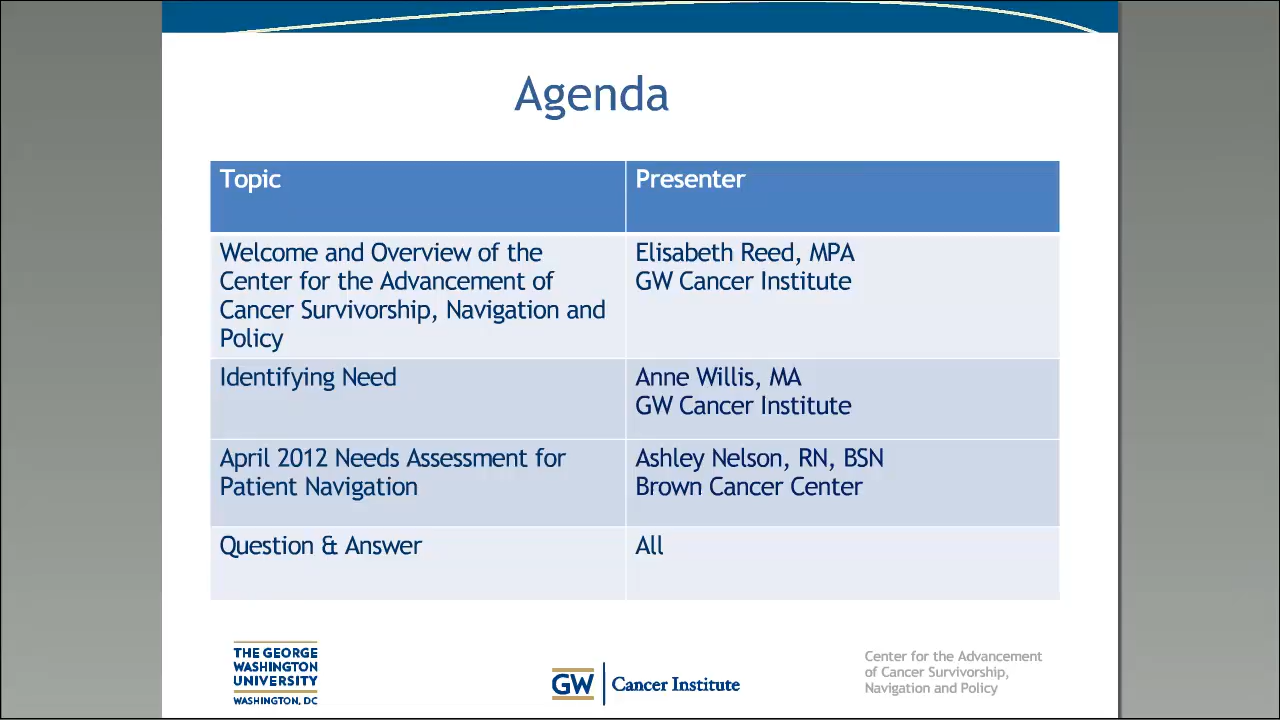 Agenda
Topic
Presenter
Welcome and Overview of the
Center for the Advancement of
Cancer Survivorship, Navigation and
Policy
Elisabeth Reed, MPA
GW Cancer Institute
Identifying Need
Anne Willis, MA
GW Cancer Institute
April 2012 Needs Assessment for
Patient Navigation
Ashley Nelson, RN, BSN
Brown Cancer Center
Question & Answer
All
THE GEORGE
WASHINGTON
UNIVERSITY
WASHINGTON, DC
GW Cancer Institute
Center for the Advancement
of Cancer Survivorship,
Navigation and Policy